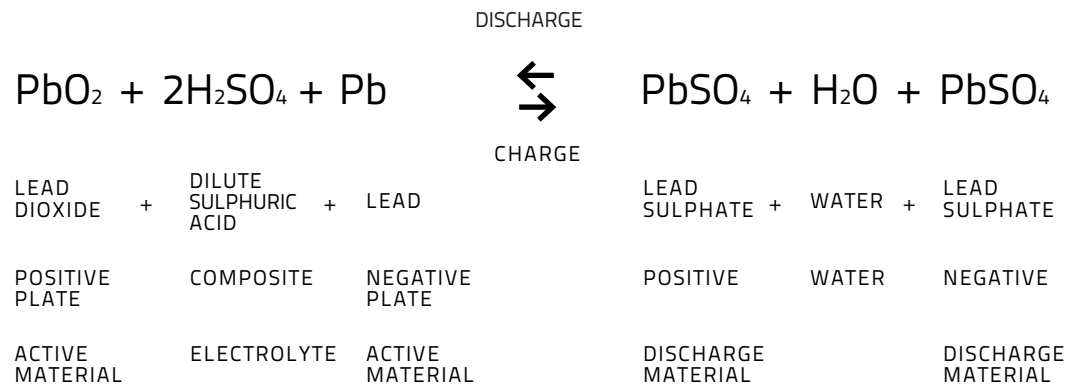 DISCHARGE
PbO₂ + 2H₂SO₄ + Pb PbSO₄ + H₂O + PbSO₄
CHARGE
LEAD DIOXIDE + DILUTE SULPHURIC ACID + LEAD LEAD SULPHATE + WATER + LEAD SULPHATE
POSITIVE PLATE COMPOSITE NEGATIVE PLATE POSITIVE WATER NEGATIVE
ACTIVE MATERIAL ELECTROLYTE ACTIVE MATERIAL DISCHARGE MATERIAL DISCHARGE MATERIAL